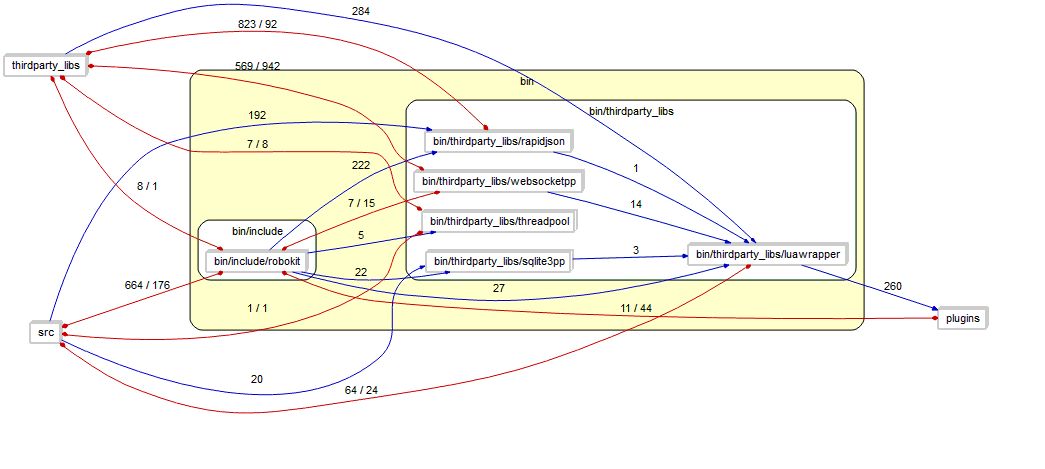 284
823 / 92
thirdparty_libs
569 / 942
bin
bin/thirdparty_libs
192
bin/thirdparty_libs/rapidjson
7 / 8
222
1
8 / 1
bin/thirdparty_libs/websocketpp
7 / 15
14
bin/thirdparty_libs/threadpool
bin/include
5
3
bin/include/robokit
bin/thirdparty_libs/sqlite3pp
bin/thirdparty_libs/luawrapper
22
664 / 176
27
260
1 / 1
11 / 44
plugins
src
20
64 / 24